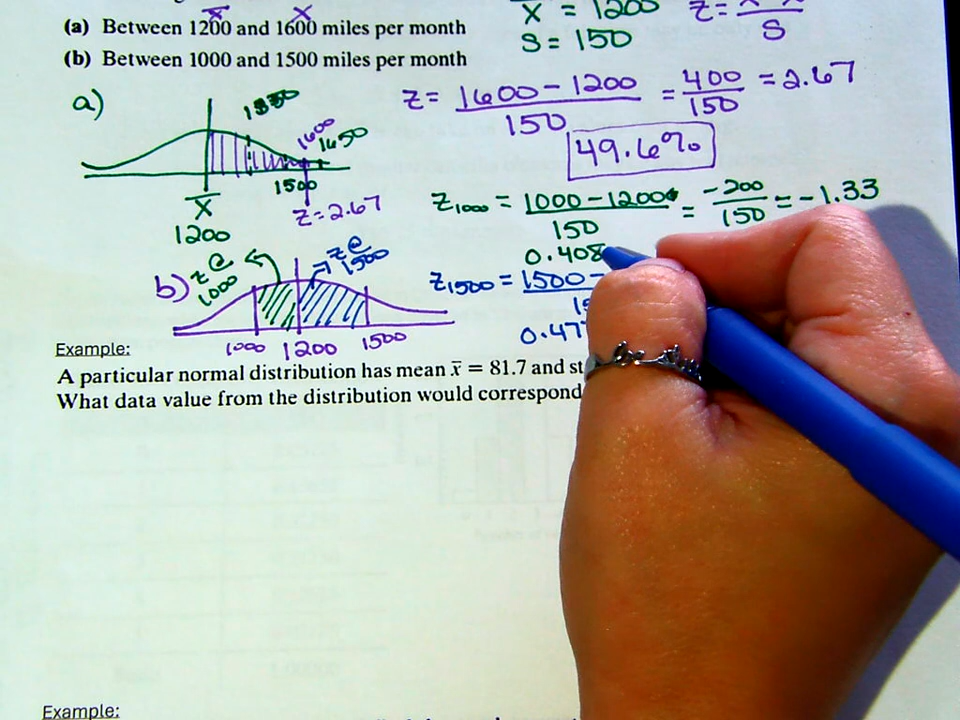 x̄ x
x̄ = 1200 z =
(a) Between 1200 and 1600 miles per month
S = 150 S
(b) Between 1000 and 1500 miles per month
a)
z = 1600 - 1200 = 400 = 2.67
150 150
1600
1650
49.6%
1500
x̄ z = 2.67
1200
z1000 = 1000 - 1200 = -200 = -1.33
150 150
0.408
b) z@ 1000
z@ 1500
z1500 = 1500 -
0.47
1000 1200 1500
Example:
A particular normal distribution has mean x̄ = 81.7 and
What data value from the distribution would correspond
Example: